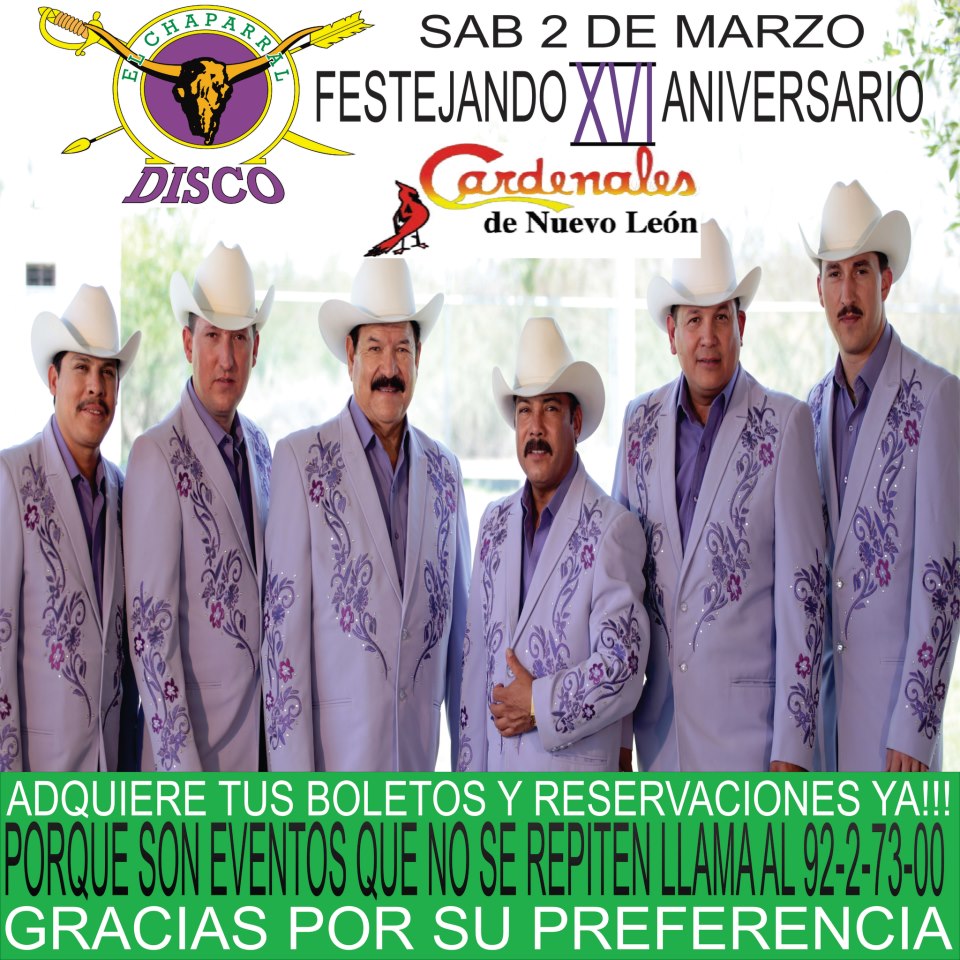 EL CHAPARRAL
DISCO
SAB 2 DE MARZO
FESTEJANDO XVI ANIVERSARIO
Cardenales
de Nuevo León
ADQUIERE TUS BOLETOS Y RESERVACIONES YA!!!
PORQUE SON EVENTOS QUE NO SE REPITEN LLAMA AL 92-2-73-00
GRACIAS POR SU PREFERENCIA